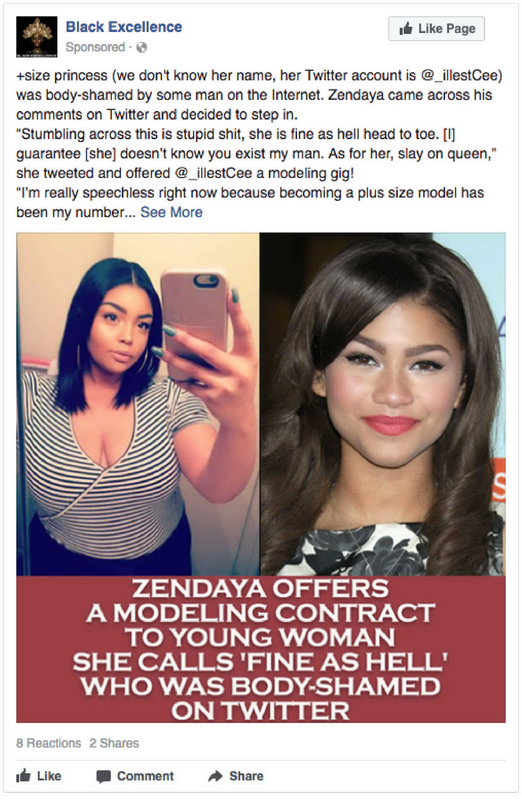 Black Excellence
Sponsored ·
Like Page
+size princess (we don't know her name, her Twitter account is @_illestCee)
was body-shamed by some man on the Internet. Zendaya came across his
comments on Twitter and decided to step in.
“Stumbling across this is stupid shit, she is fine as hell head to toe. [I]
guarantee [she] doesn’t know you exist my man. As for her, slay on queen,”
she tweeted and offered @_illestCee a modeling gig!
“I’m really speechless right now because becoming a plus size model has
been my number... See More
ZENDAYA OFFERS
A MODELING CONTRACT
TO YOUNG WOMAN
SHE CALLS 'FINE AS HELL'
WHO WAS BODY-SHAMED
ON TWITTER
8 Reactions 2 Shares
Like Comment Share